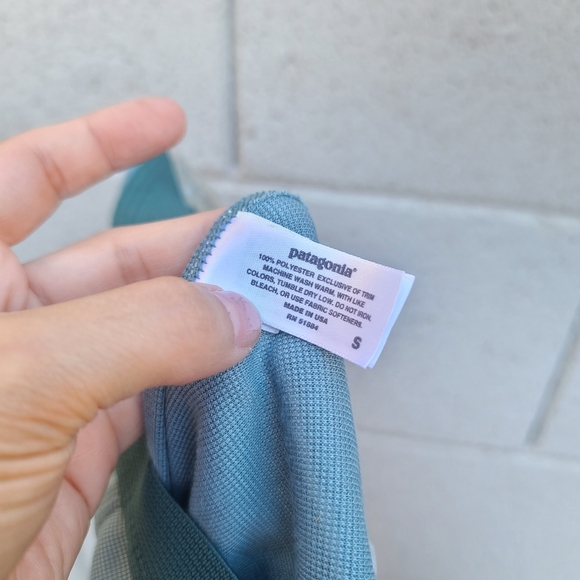 patagonia®
100% POLYESTER EXCLUSIVE OF TRIM
MACHINE WASH WARM, WITH LIKE
COLORS, TUMBLE DRY LOW. DO NOT IRON,
BLEACH, OR USE FABRIC SOFTENERS.
MADE IN USA
RN 51884
S